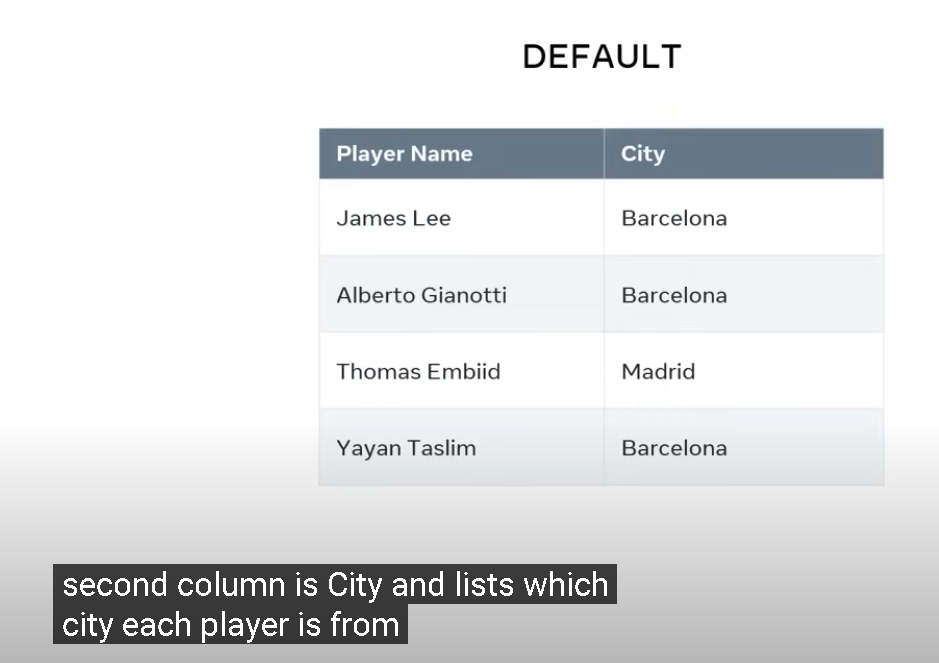 DEFAULT
Player Name City
James Lee Barcelona
Alberto Gianotti Barcelona
Thomas Embiid Madrid
Yayan Taslim Barcelona
second column is City and lists which
city each player is from